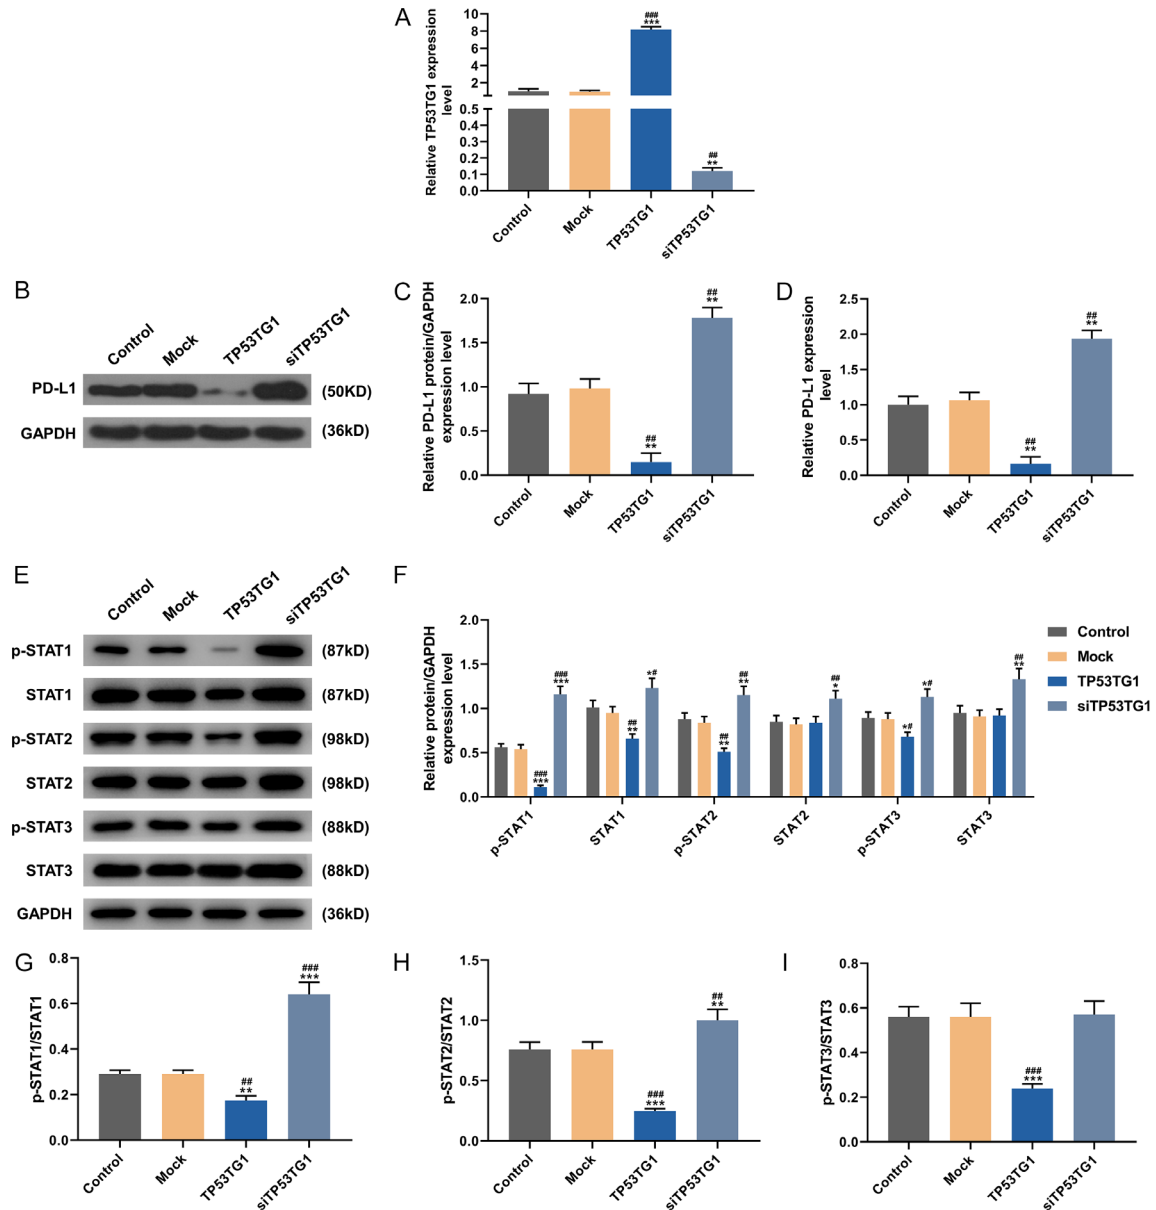 A
Relative TP53TG1 expression
level
10
8
6
4
2
0.5
0.4
0.3
0.2
0.1
0.0
###
***
##
**
Control
Mock
TP53TG1
siTP53TG1
B
Control
Mock
TP53TG1
siTP53TG1
PD-L1
(50KD)
GAPDH
(36kD)
C
Relative PD-L1 protein/GAPDH
expression level
2.0
1.5
1.0
0.5
0.0
##
**
##
**
Control
Mock
TP53TG1
siTP53TG1
D
Relative PD-L1 expression
level
2.5
2.0
1.5
1.0
0.5
0.0
##
**
##
**
Control
Mock
TP53TG1
siTP53TG1
E
Control
Mock
TP53TG1
siTP53TG1
p-STAT1
(87kD)
STAT1
(87kD)
p-STAT2
(98kD)
STAT2
(98kD)
p-STAT3
(88kD)
STAT3
(88kD)
GAPDH
(36kD)
F
Relative protein/GAPDH
expression level
2.0
1.5
1.0
0.5
0.0
###
***
###
***
##
**
*#
##
**
##
**
##
*
*#
*#
##
**
p-STAT1
STAT1
p-STAT2
STAT2
p-STAT3
STAT3
Control
Mock
TP53TG1
siTP53TG1
G
p-STAT1/STAT1
0.8
0.6
0.4
0.2
0.0
##
**
###
***
Control
Mock
TP53TG1
siTP53TG1
H
p-STAT2/STAT2
1.5
1.0
0.5
0.0
###
***
##
**
Control
Mock
TP53TG1
siTP53TG1
I
p-STAT3/STAT3
0.8
0.6
0.4
0.2
0.0
###
***
Control
Mock
TP53TG1
siTP53TG1